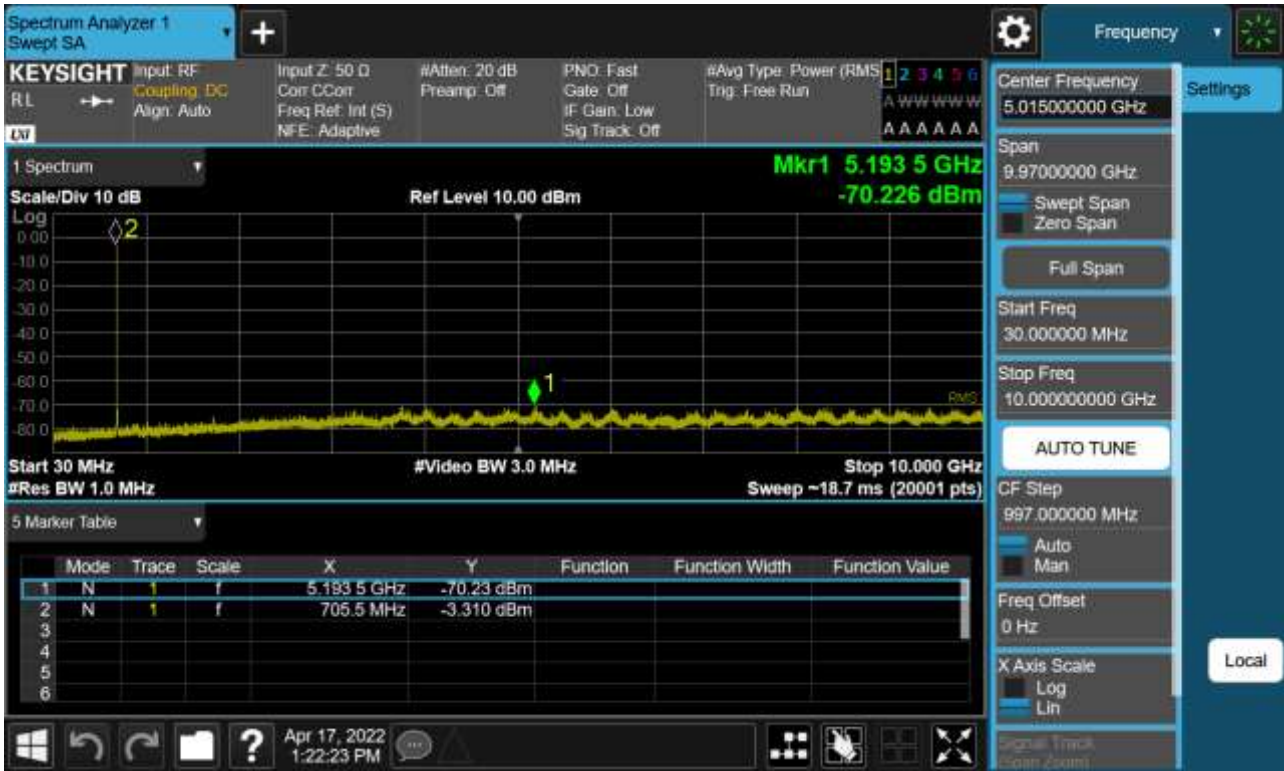 Spectrum Analyzer 1
Swept SA
+
Frequency
KEYSIGHT
RL
LXI
Input: RF
Coupling: DC
Align: Auto
Input Z: 50 Ω
Corr CCorr
Freq Ref: Int (S)
NFE: Adaptive
#Atten: 20 dB
Preamp: Off
PNO: Fast
Gate: Off
IF Gain: Low
Sig Track: Off
#Avg Type: Power (RMS
Trig: Free Run
1 2 3 4 5 6
A W W W W W
A A A A A A
1 Spectrum
Scale/Div 10 dB
Ref Level 10.00 dBm
Mkr1 5.193 5 GHz
-70.226 dBm
Log
0.00
-10.0
-20.0
-30.0
-40.0
-50.0
-60.0
-70.0
-80.0
2
1
RMS
Start 30 MHz
#Video BW 3.0 MHz
Stop 10.000 GHz
#Res BW 1.0 MHz
Sweep ~18.7 ms (20001 pts)
5 Marker Table
Mode Trace Scale X Y Function Function Width Function Value
1 N 1 f 5.193 5 GHz -70.23 dBm
2 N 1 f 705.5 MHz -3.310 dBm
3
4
5
6
?
Apr 17, 2022
1:22:23 PM
Center Frequency
5.015000000 GHz
Span
9.97000000 GHz
Swept Span
Zero Span
Full Span
Start Freq
30.000000 MHz
Stop Freq
10.000000000 GHz
AUTO TUNE
CF Step
997.000000 MHz
Auto
Man
Freq Offset
0 Hz
X Axis Scale
Log
Lin
Signal Track
(Span Zoom)
Settings
Local